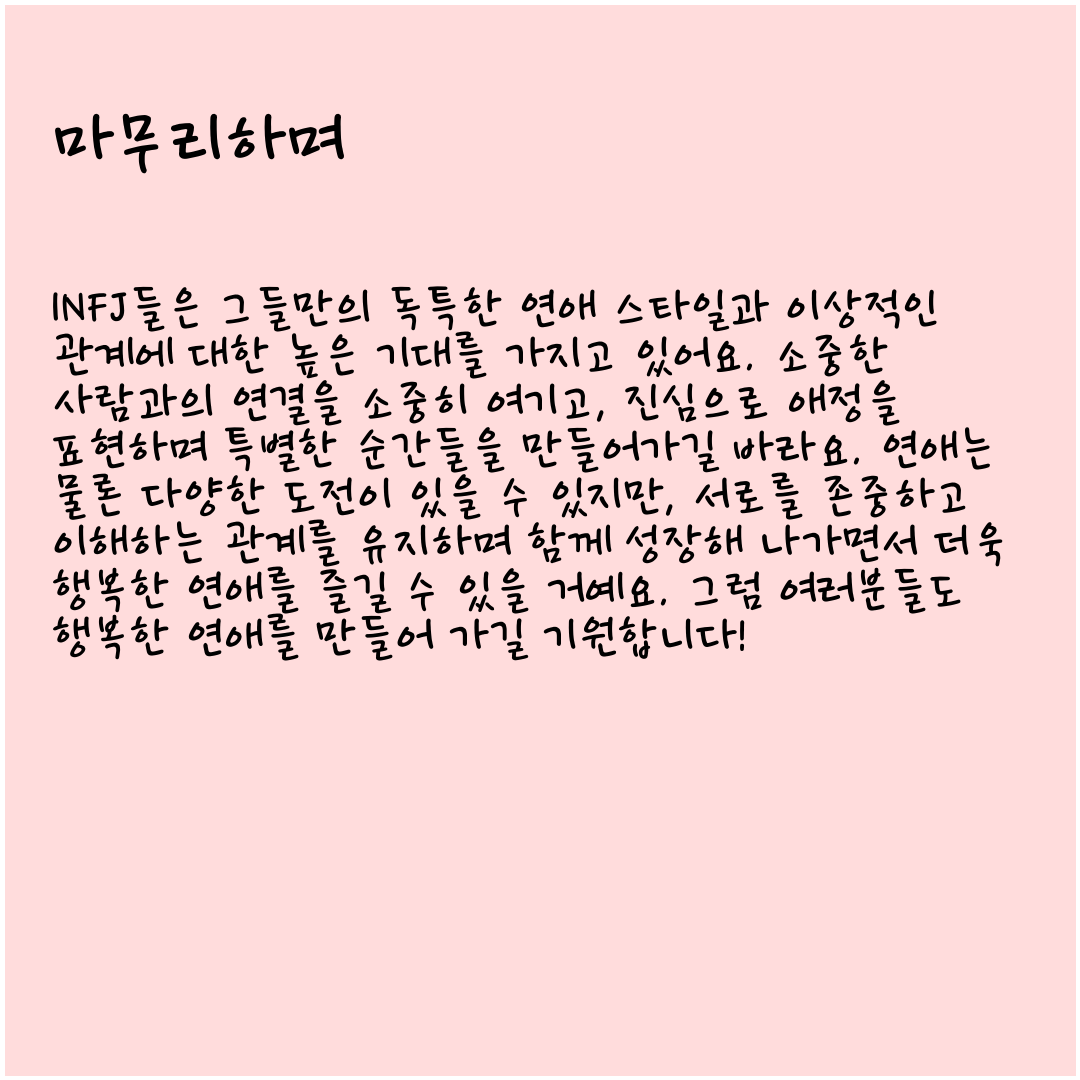 마무리하며
INFJ들은 그들만의 독특한 연애 스타일과 이상적인
관계에 대한 높은 기대를 가지고 있어요. 소중한
사람과의 연결을 소중히 여기고, 진심으로 애정을
표현하며 특별한 순간들을 만들어가길 바라요. 연애는
물론 다양한 도전이 있을 수 있지만, 서로를 존중하고
이해하는 관계를 유지하며 함께 성장해 나가면서 더욱
행복한 연애를 즐길 수 있을 거예요. 그럼 여러분들도
행복한 연애를 만들어 가길 기원합니다!